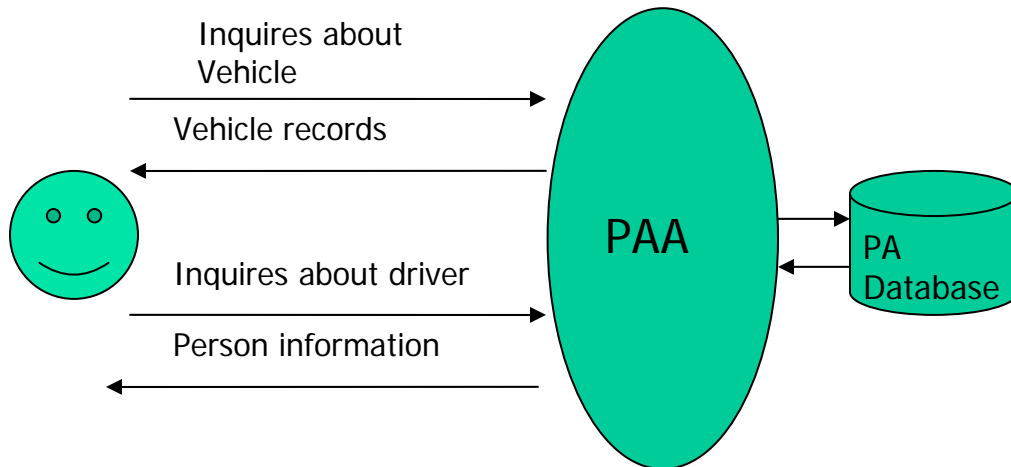 Inquires about
Vehicle
Vehicle records
Inquires about driver
Person information
PAA
PA
Database